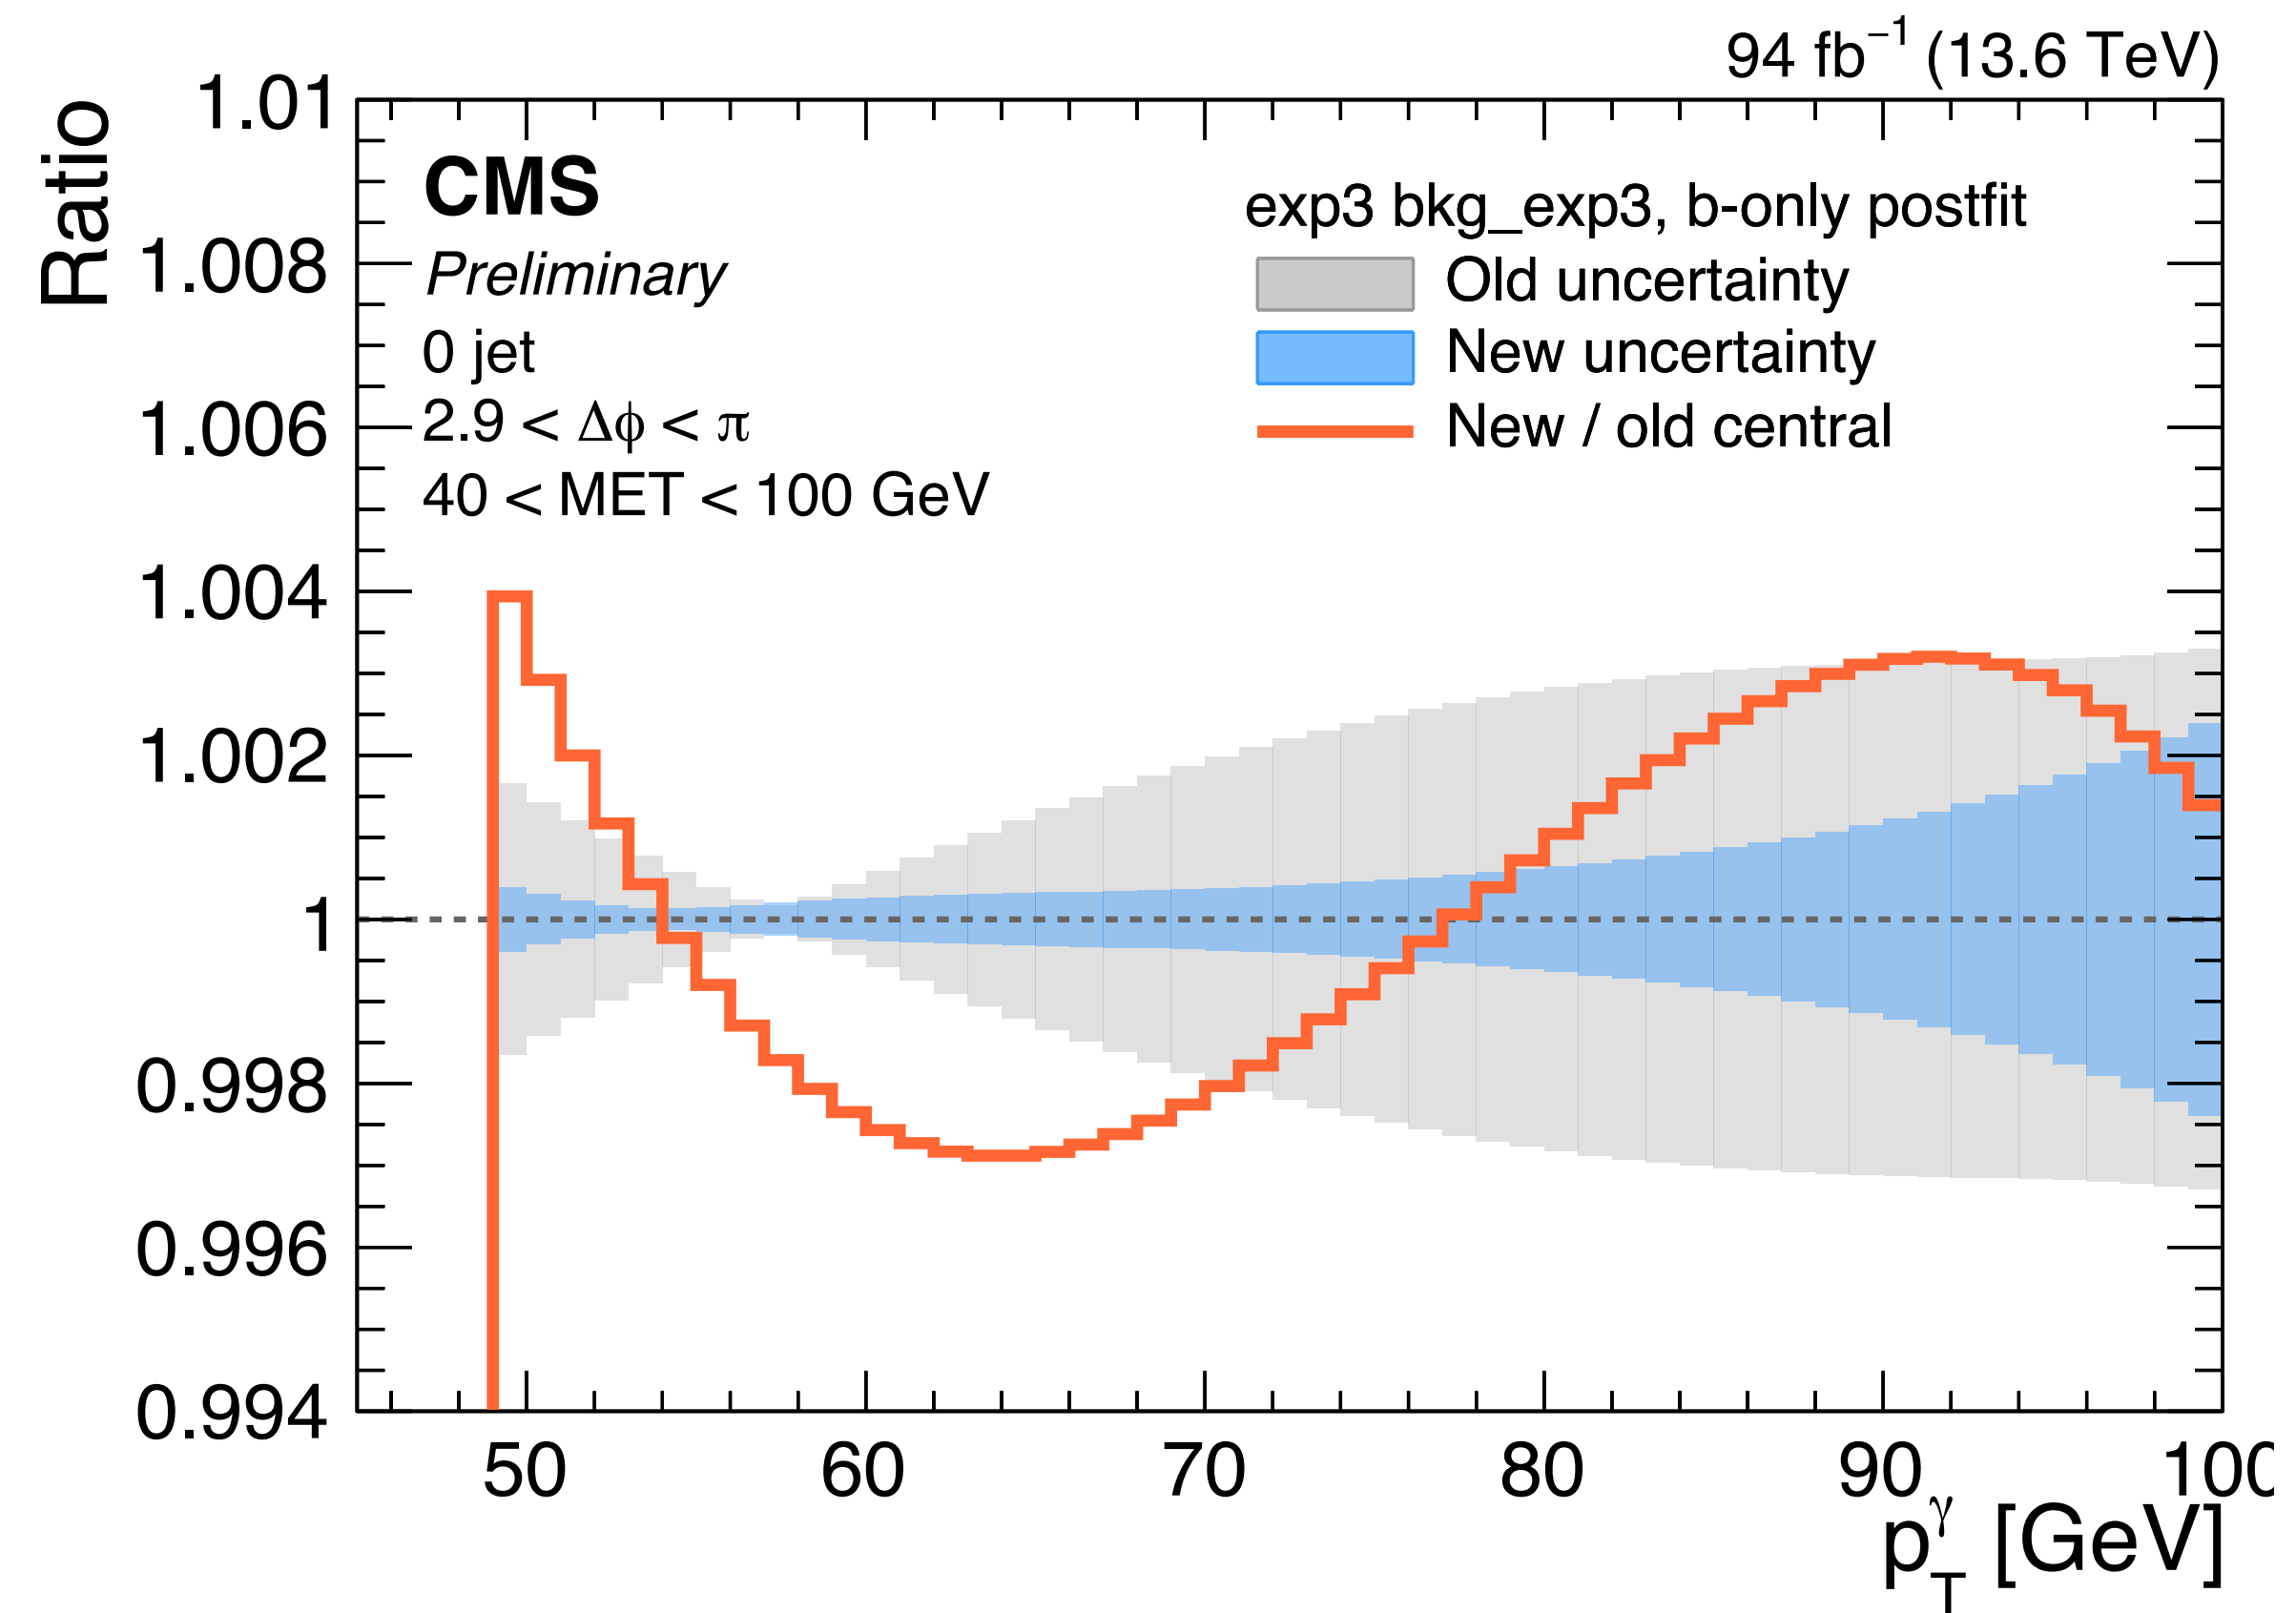 94 fb⁻¹ (13.6 TeV)
Ratio
1.01
1.008
1.006
1.004
1.002
1
0.998
0.996
0.994
CMS
Preliminary
0 jet
2.9 < Δϕ < π
40 < MET < 100 GeV
exp3 bkg_exp3, b-only postfit
Old uncertainty
New uncertainty
New / old central
50 60 70 80 90 100
p_T^γ [GeV]